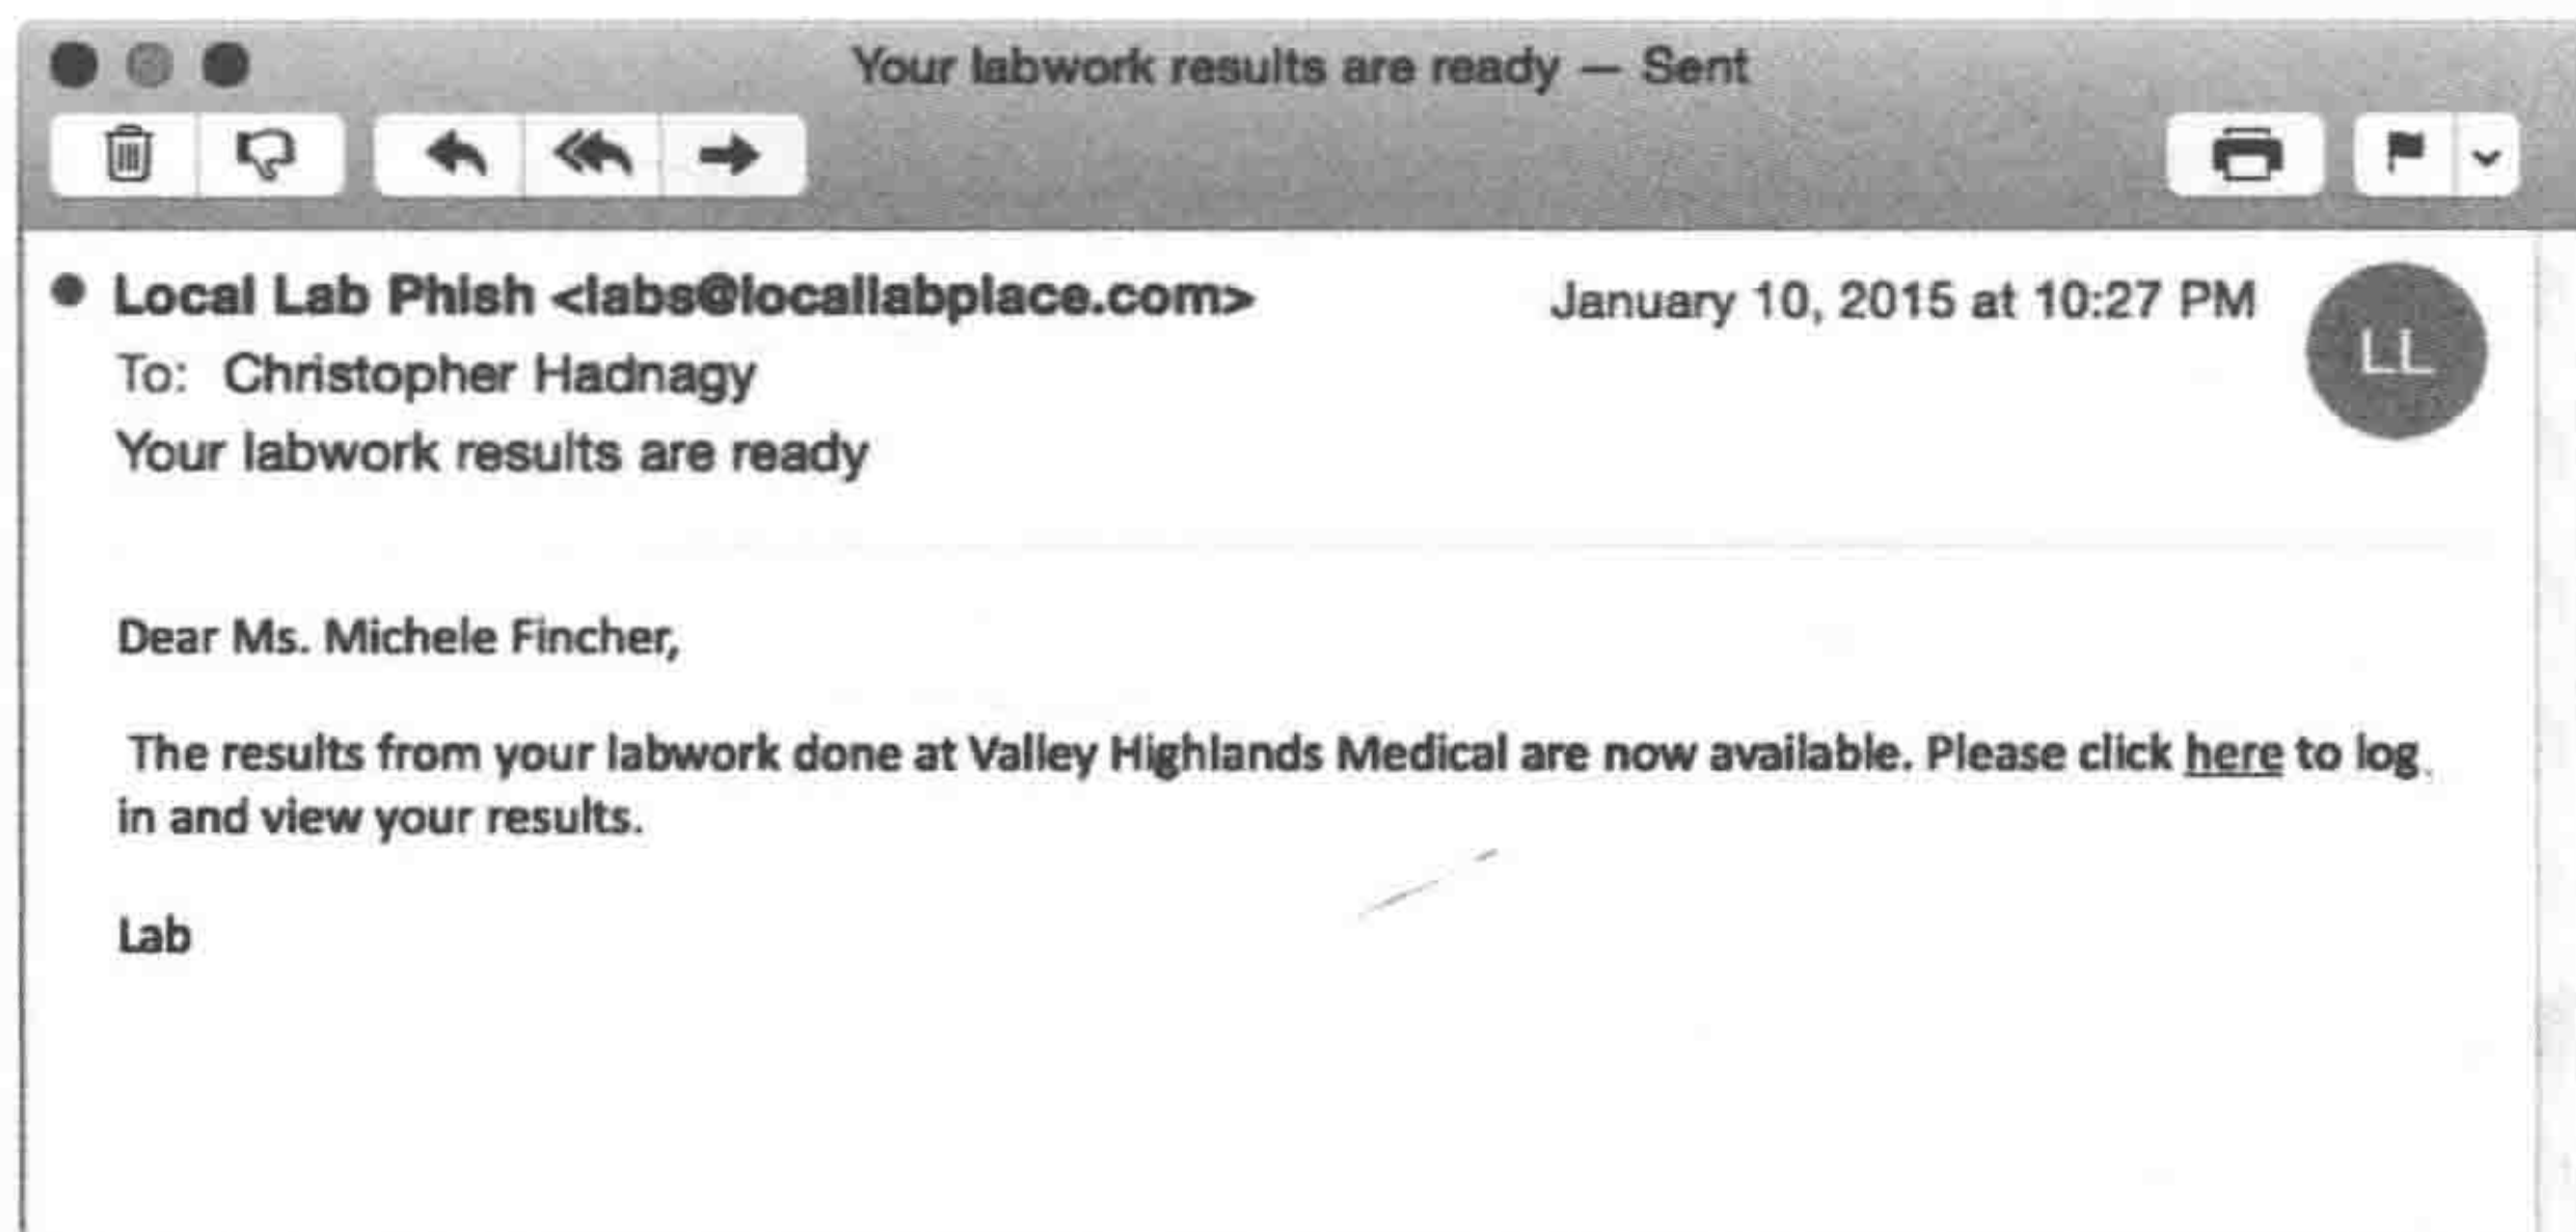 Your labwork results are ready — Sent
Local Lab Phish <labs@locallabplace.com>
January 10, 2015 at 10:27 PM
LL
To: Christopher Hadnagy
Your labwork results are ready
Dear Ms. Michele Fincher,
The results from your labwork done at Valley Highlands Medical are now available. Please click here to log
in and view your results.
Lab